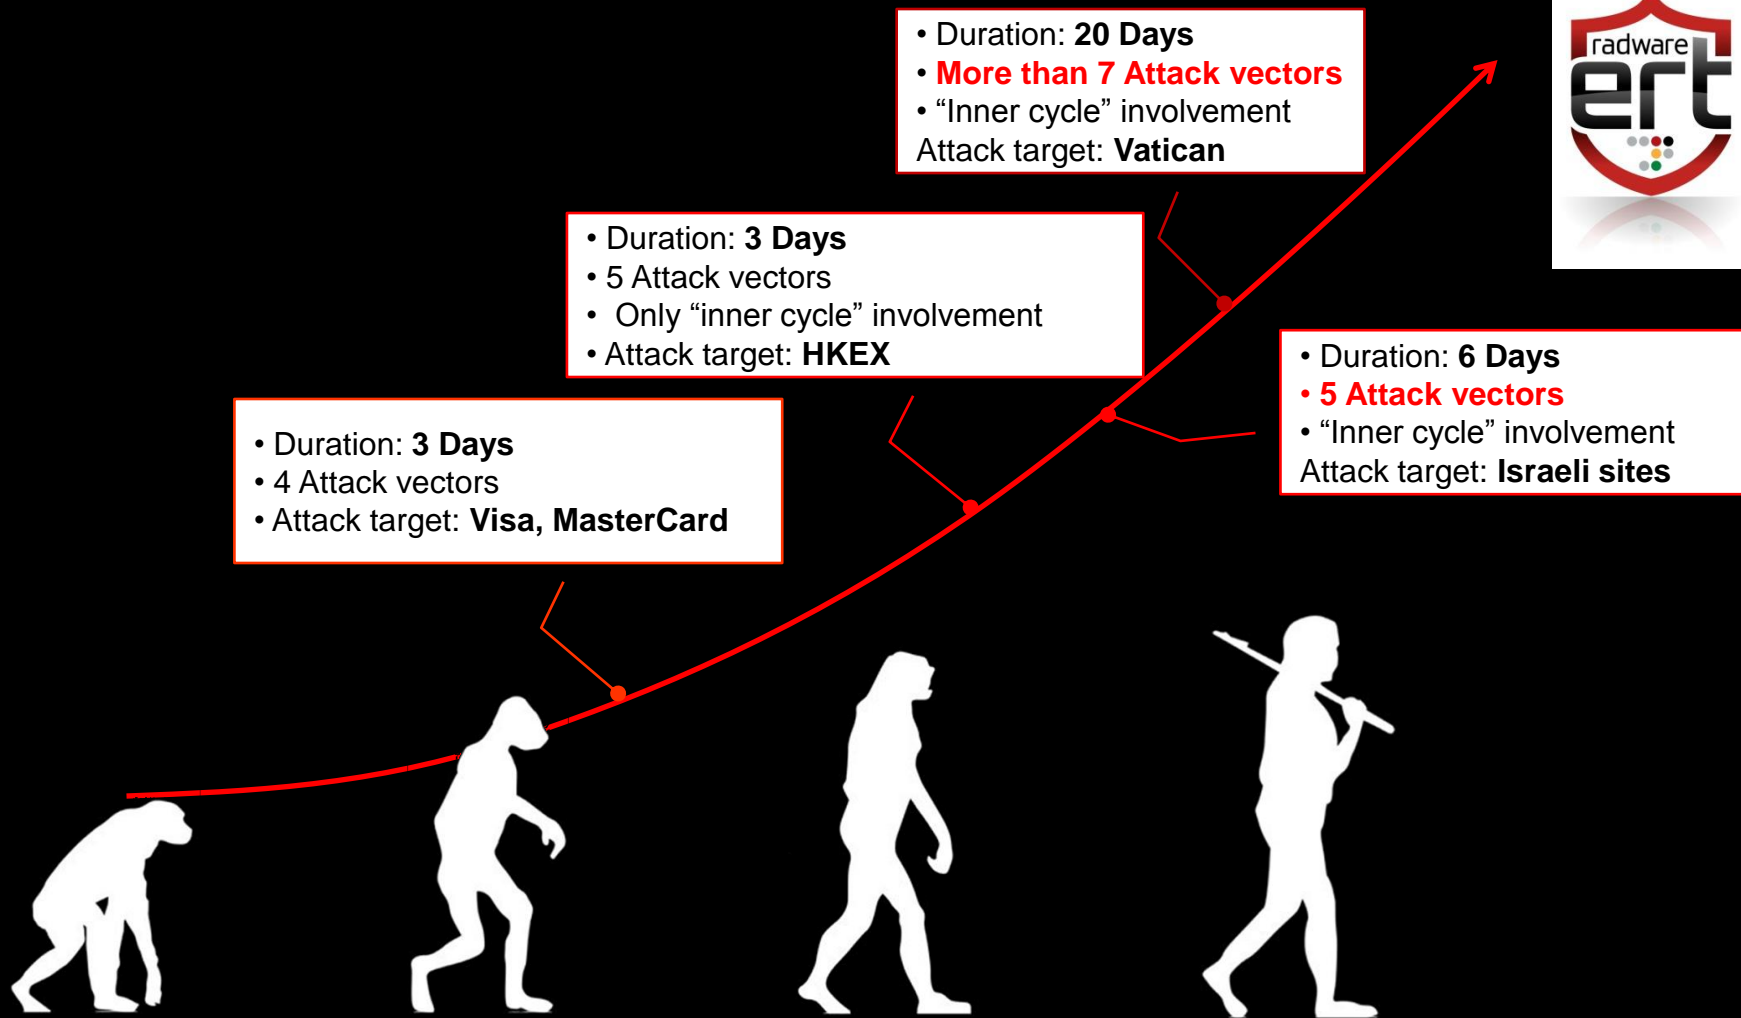 • Duration: 20 Days
• More than 7 Attack vectors
• “Inner cycle” involvement
Attack target: Vatican
radware
ert
• Duration: 3 Days
• 5 Attack vectors
• Only “inner cycle” involvement
• Attack target: HKEX
• Duration: 6 Days
• 5 Attack vectors
• “Inner cycle” involvement
Attack target: Israeli sites
• Duration: 3 Days
• 4 Attack vectors
• Attack target: Visa, MasterCard